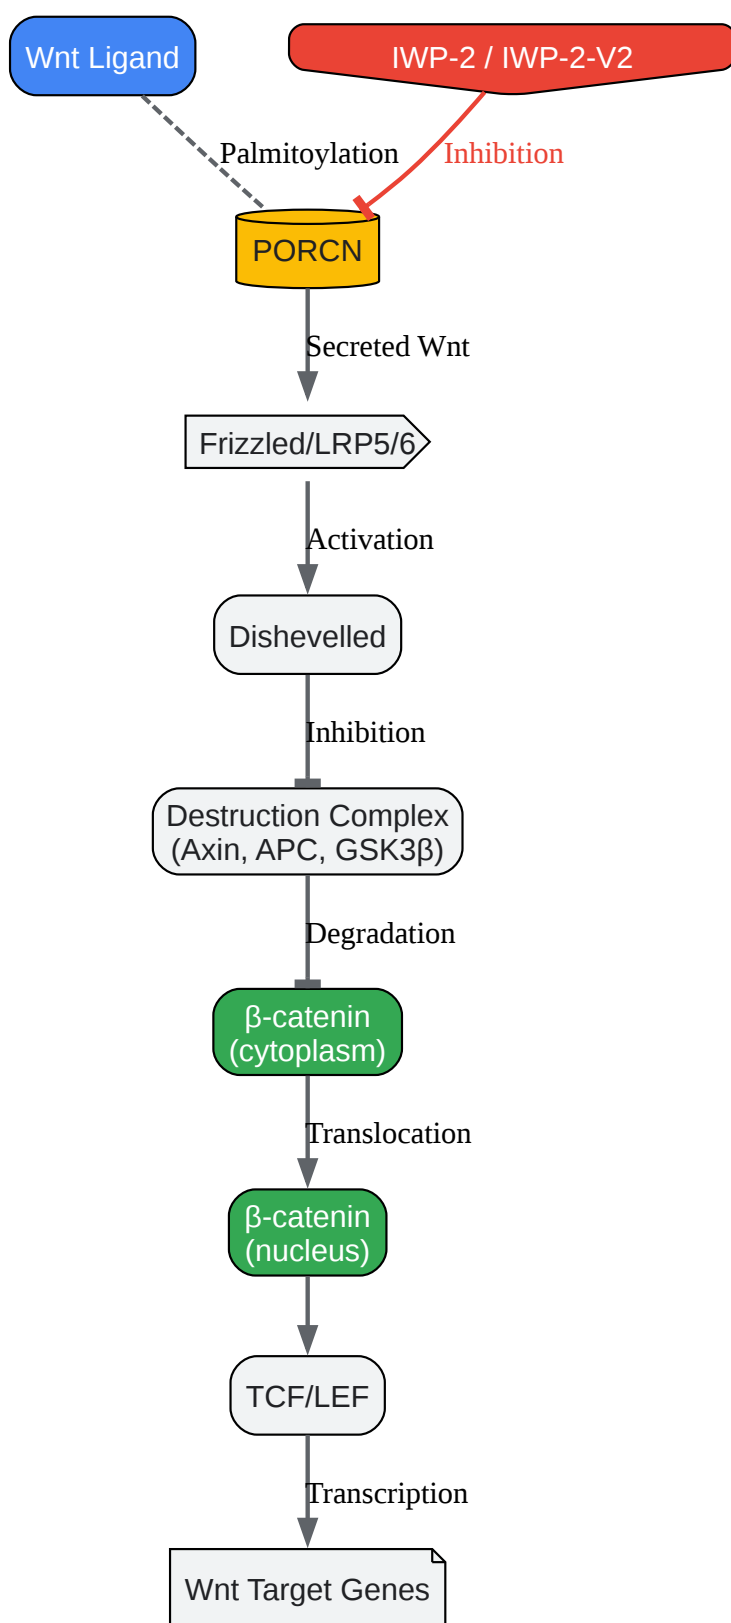 Wnt Ligand
IWP-2 / IWP-2-V2
Palmitoylation
Inhibition
PORCN
Secreted Wnt
Frizzled/LRP5/6
Activation
Dishevelled
Inhibition
Destruction Complex
(Axin, APC, GSK3β)
Degradation
β-catenin
(cytoplasm)
Translocation
β-catenin
(nucleus)
TCF/LEF
Transcription
Wnt Target Genes